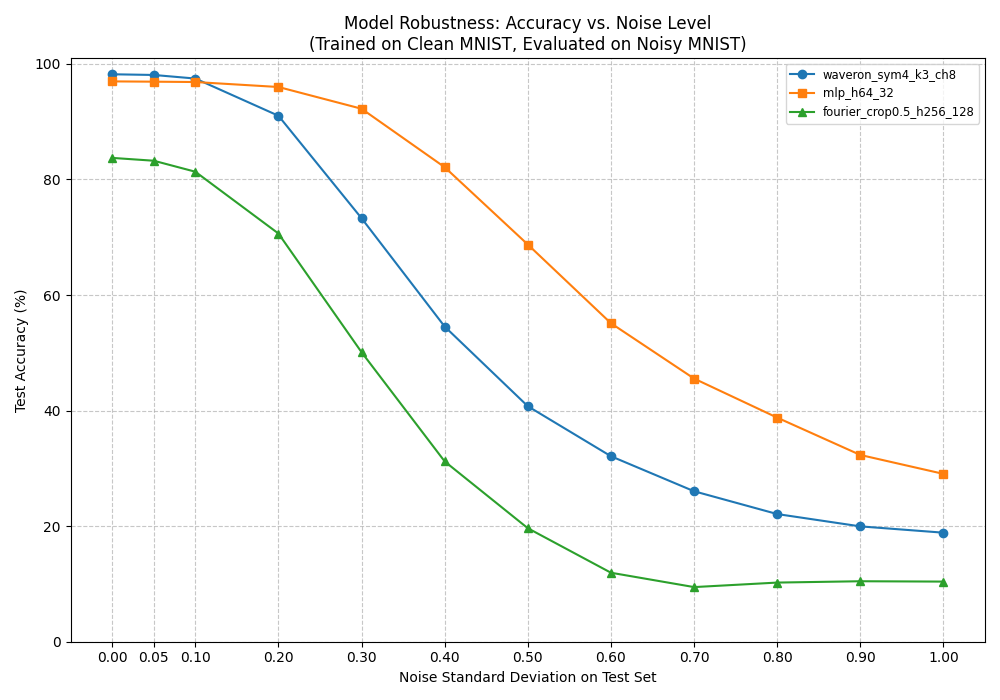 Model Robustness: Accuracy vs. Noise Level
(Trained on Clean MNIST, Evaluated on Noisy MNIST)
waveron_sym4_k3_ch8
mlp_h64_32
fourier_crop0.5_h256_128
Test Accuracy (%)
100
80
60
40
20
0
0.00 0.05 0.10 0.20 0.30 0.40 0.50 0.60 0.70 0.80 0.90 1.00
Noise Standard Deviation on Test Set